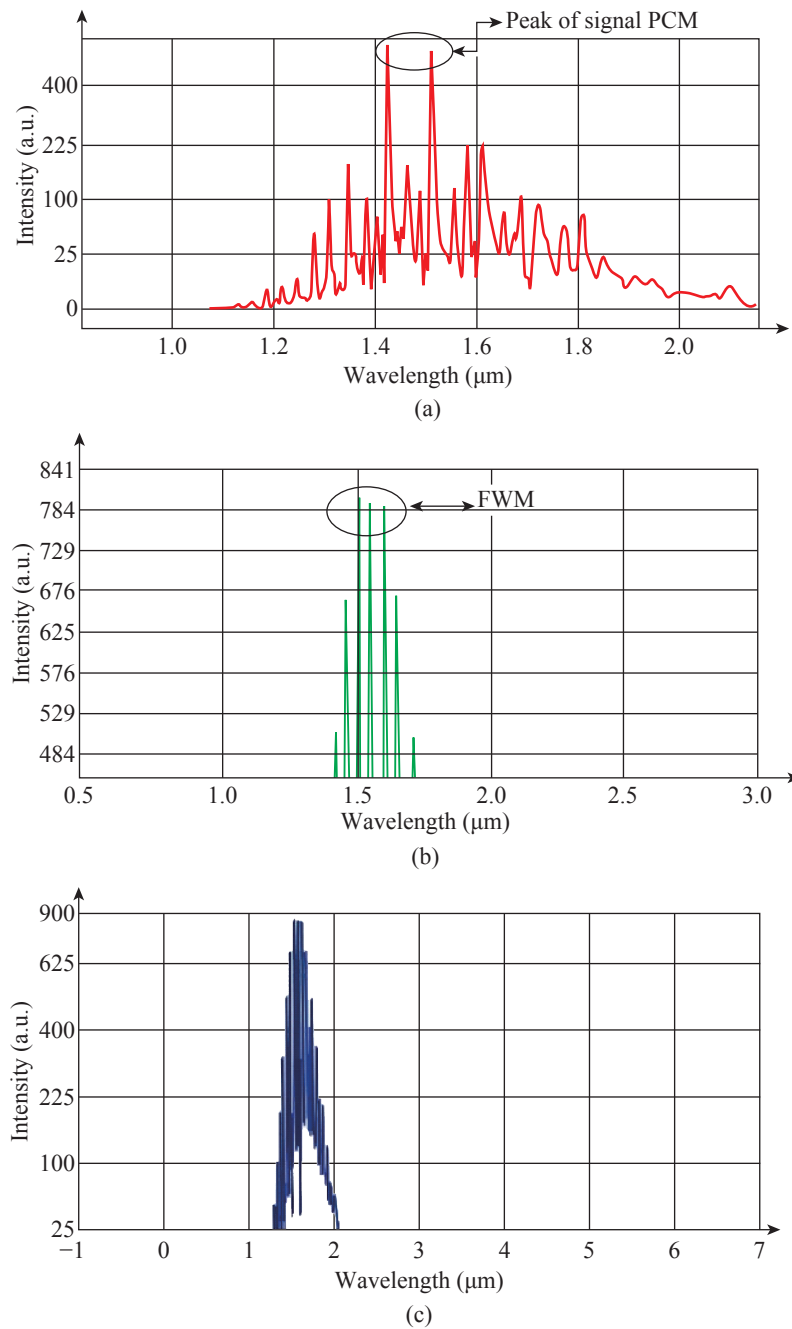 Peak of signal PCM
Intensity (a.u.)
400
225
100
25
0
1.0 1.2 1.4 1.6 1.8 2.0
Wavelength (μm)
(a)
Intensity (a.u.)
841
784
729
676
625
576
529
484
FWM
0.5 1.0 1.5 2.0 2.5 3.0
Wavelength (μm)
(b)
Intensity (a.u.)
900
625
400
225
100
25
−1 0 1 2 3 4 5 6 7
Wavelength (μm)
(c)